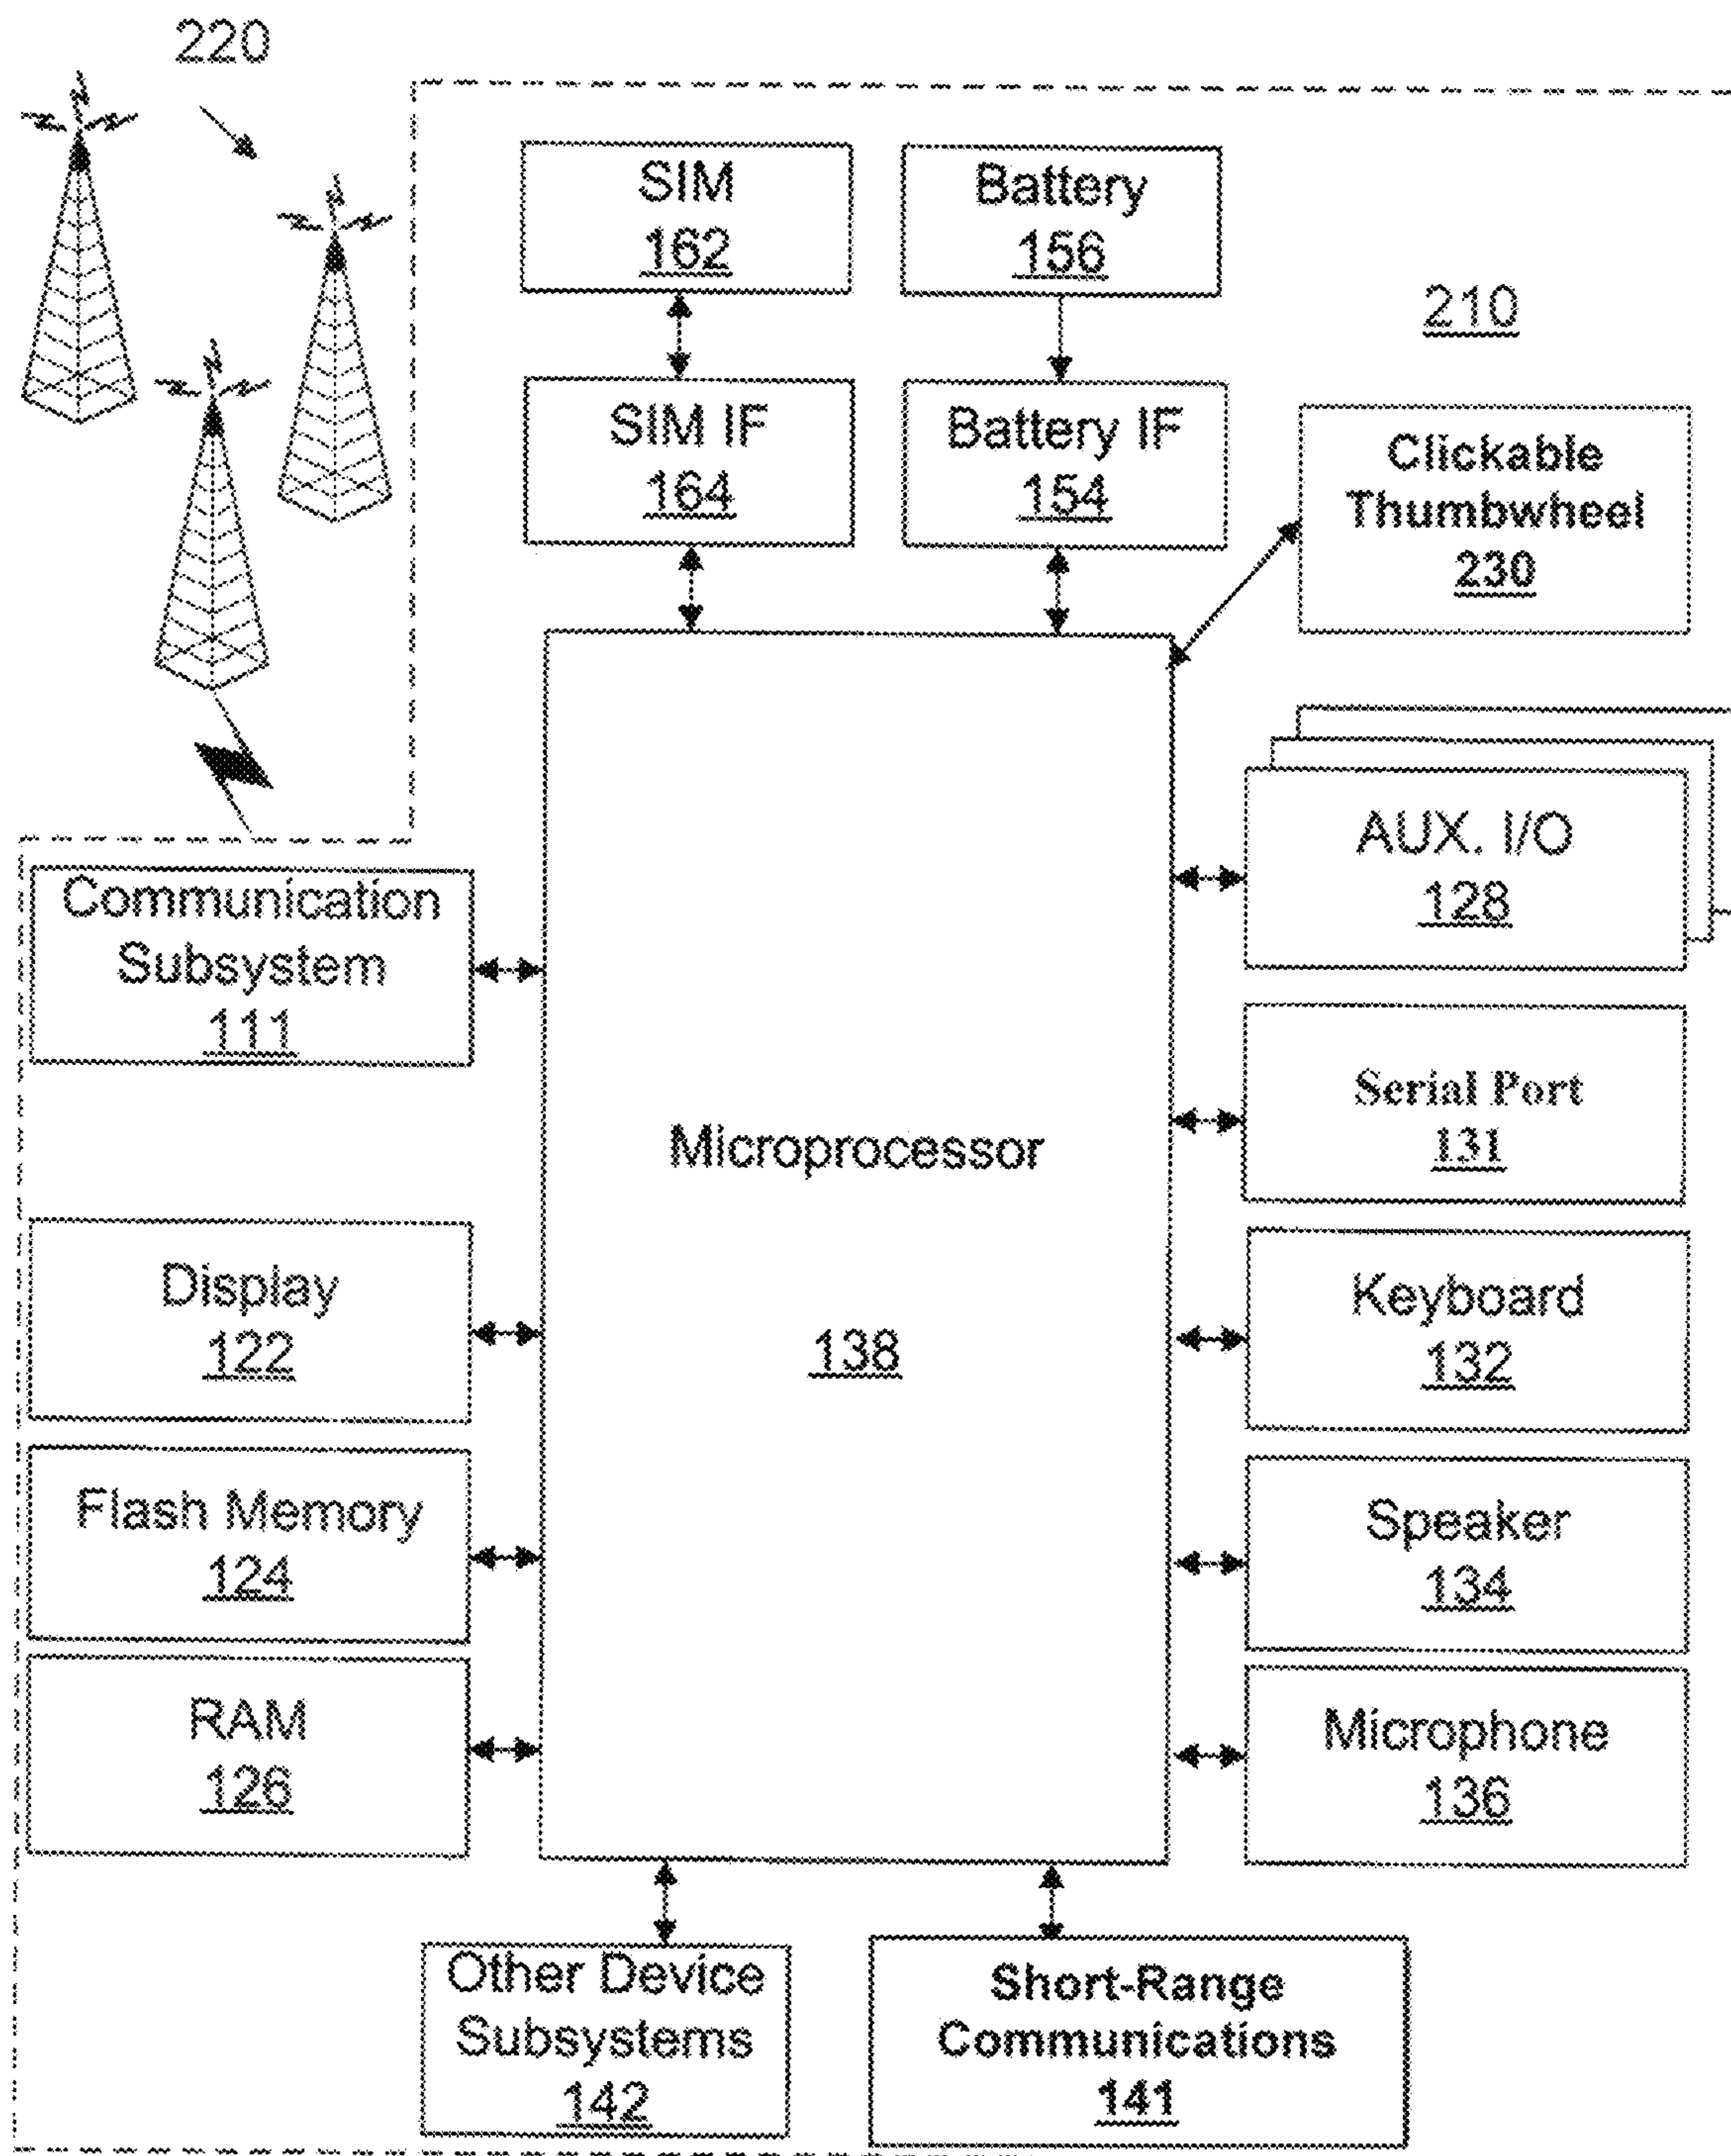 220
SIM
162
Battery
156
210
SIM IF
164
Battery IF
154
Clickable
Thumbwheel
230
AUX. I/O
128
Communication
Subsystem
111
Serial Port
131
Microprocessor
138
Display
122
Keyboard
132
Flash Memory
124
Speaker
134
RAM
126
Microphone
136
Other Device
Subsystems
142
Short-Range
Communications
141